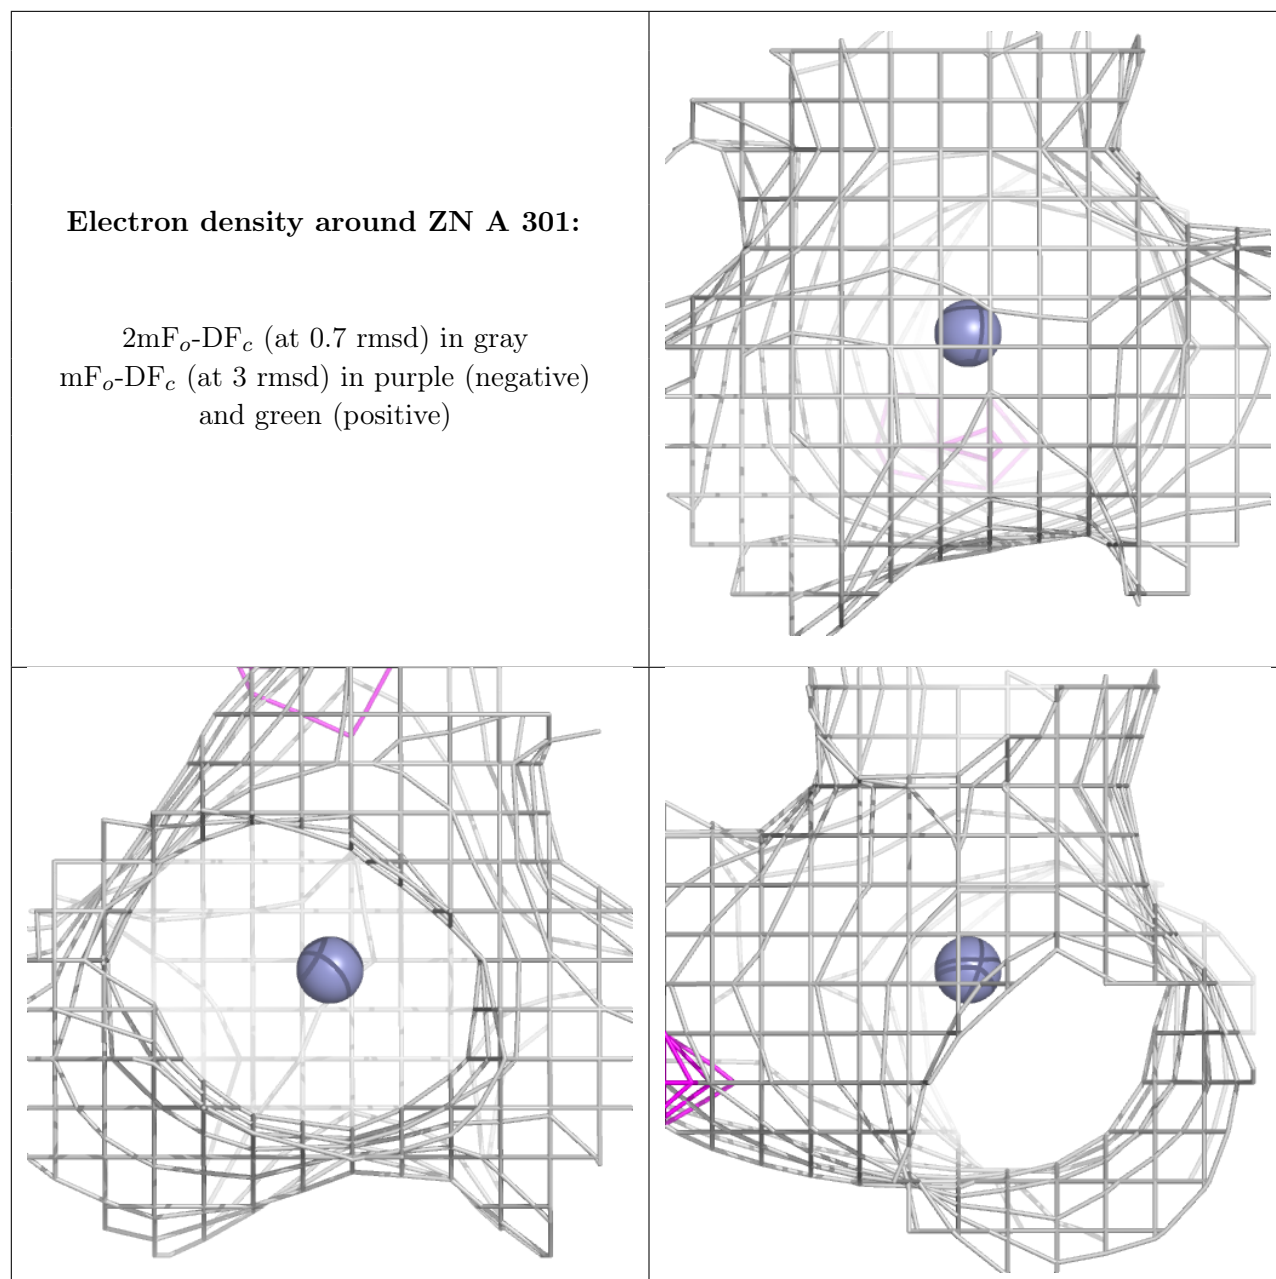 Electron density around ZN A 301:
2mFo-DFc (at 0.7 rmsd) in gray
mFo-DFc (at 3 rmsd) in purple (negative)
and green (positive)